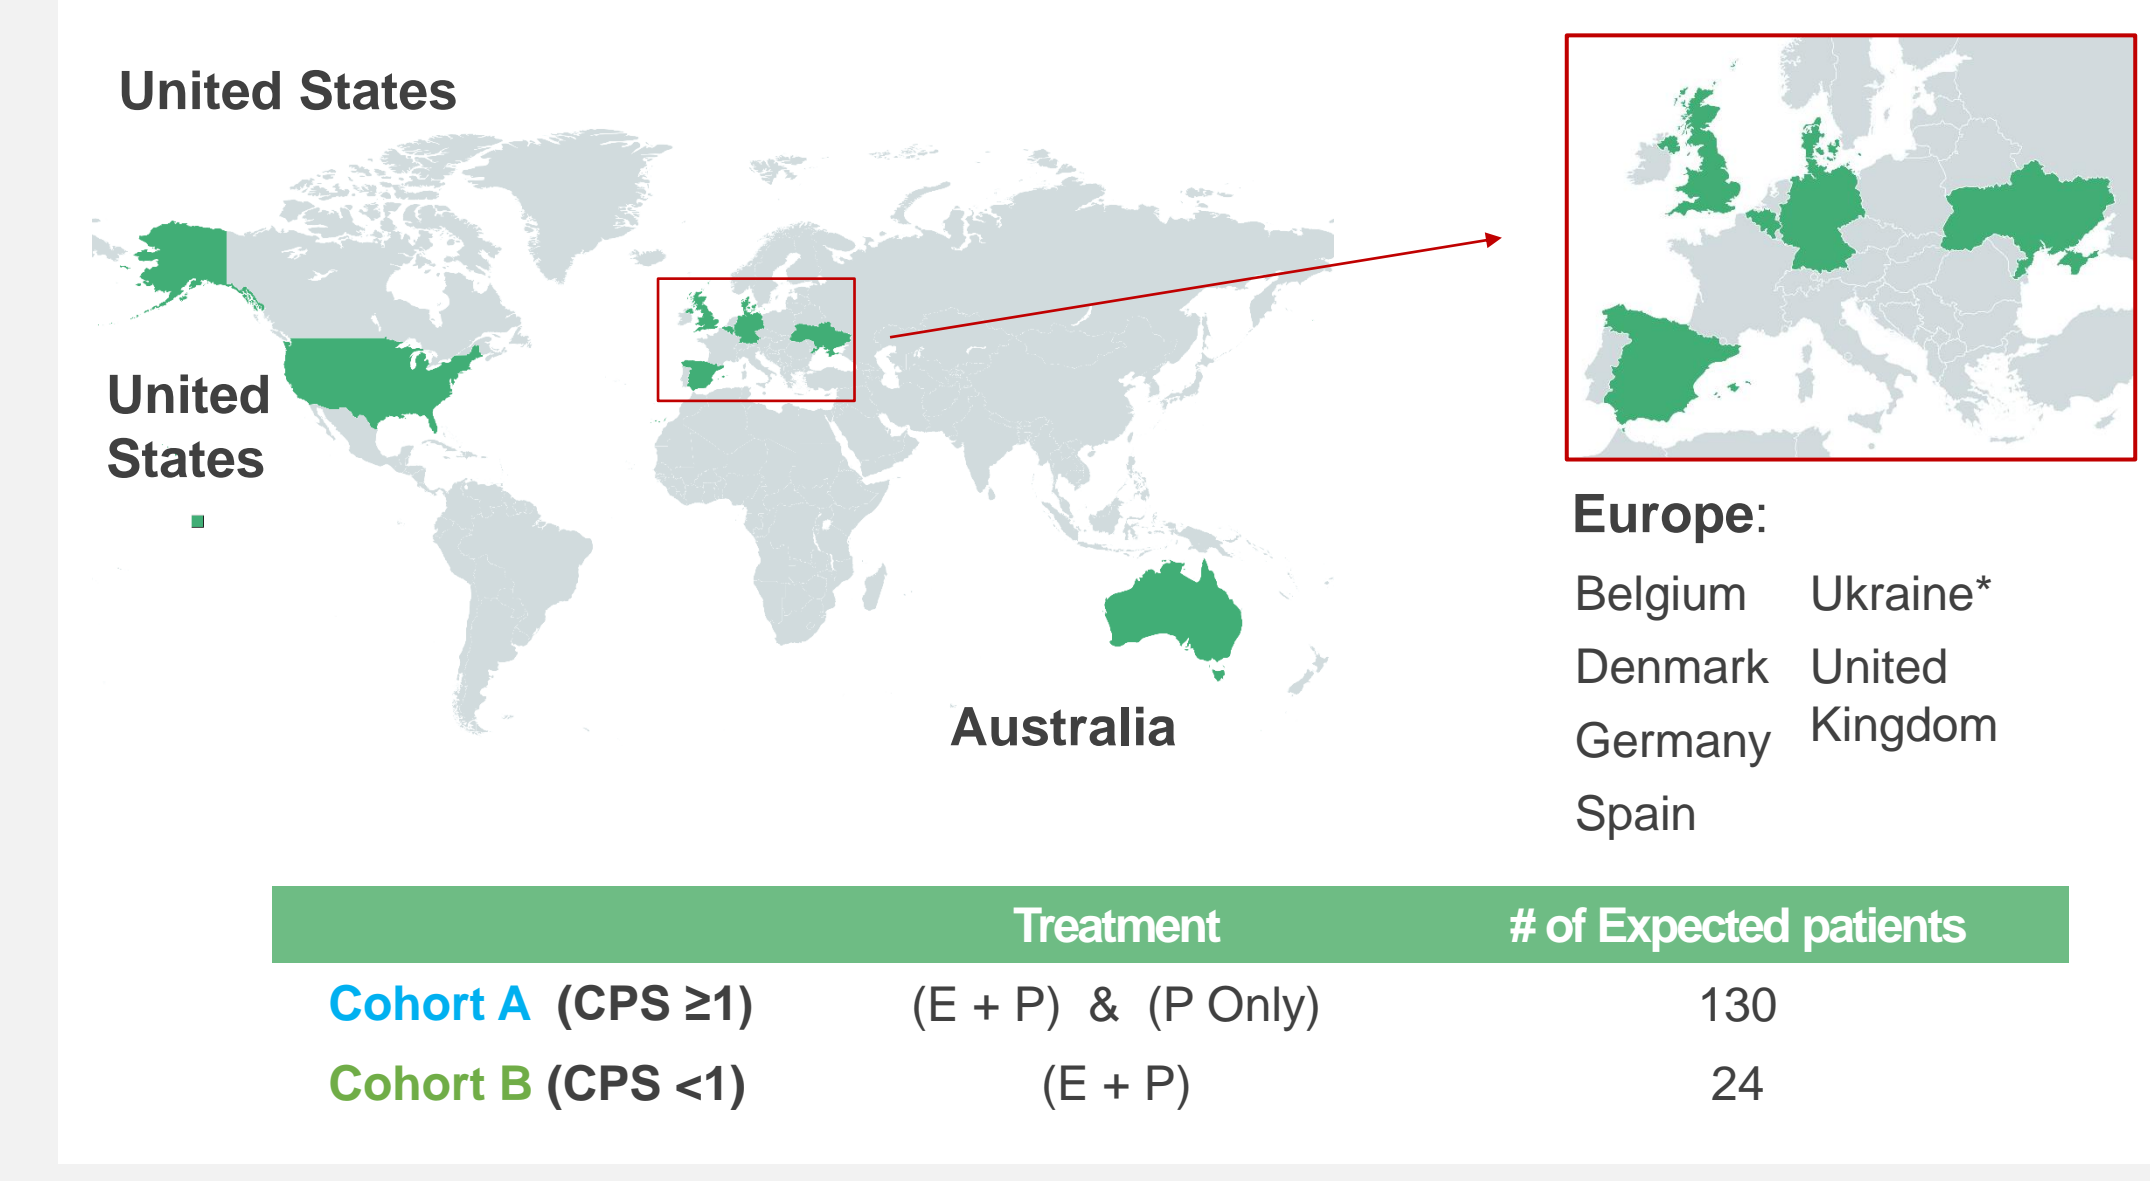 United States
United
States
Australia
Europe:
Belgium Ukraine*
Denmark United
Kingdom
Germany
Spain
Treatment # of Expected patients
Cohort A (CPS ≥1) (E + P) & (P Only) 130
Cohort B (CPS <1) (E + P) 24